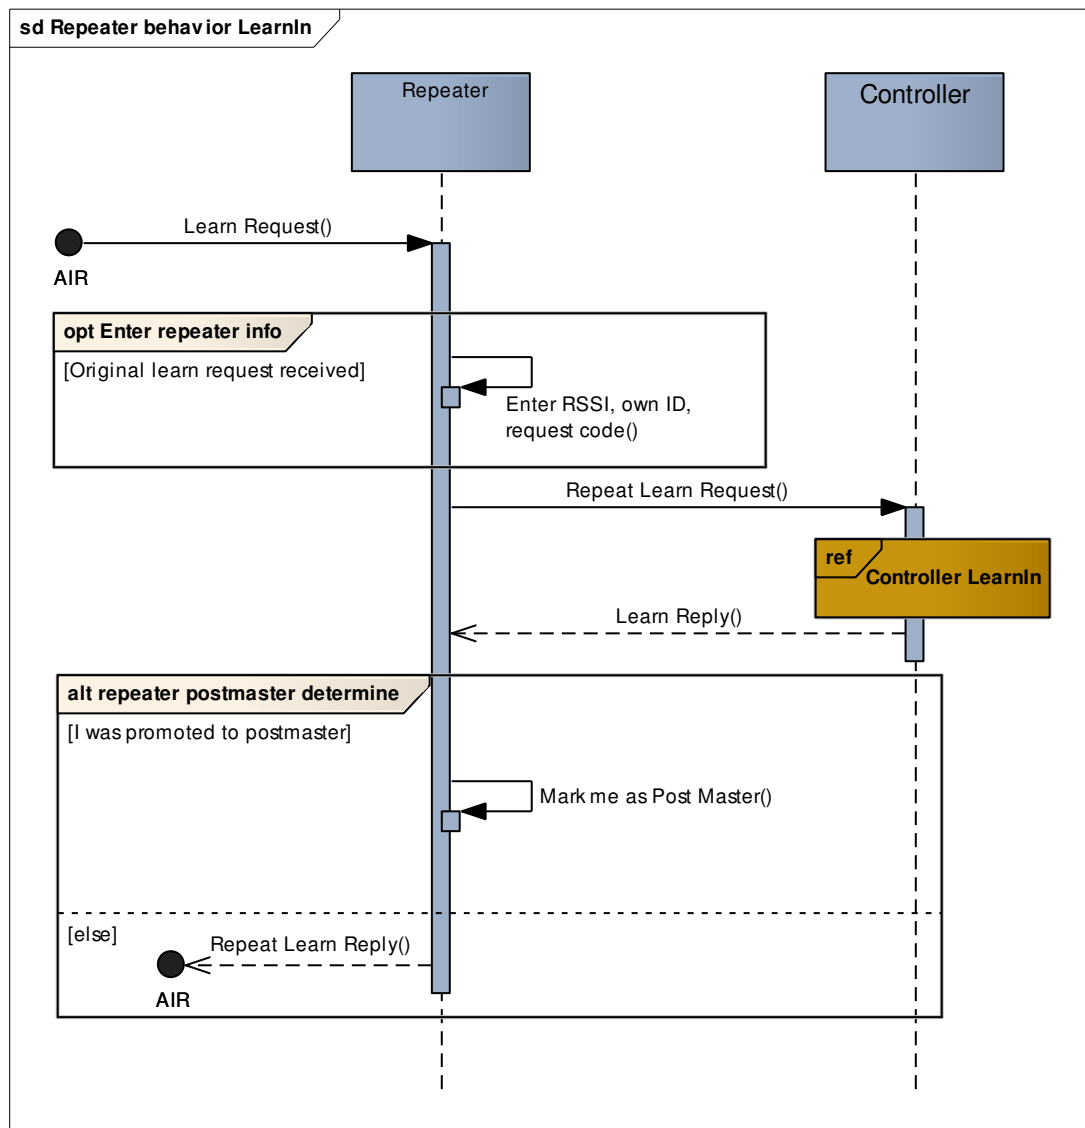 sd Repeater behavior LearnIn
Repeater
Controller
Learn Request()
AIR
opt Enter repeater info
[Original learn request received]
Enter RSSI, own ID,
request code()
Repeat Learn Request()
ref
Controller LearnIn
Learn Reply()
alt repeater postmaster determine
[I was promoted to postmaster]
Mark me as Post Master()
[else]
Repeat Learn Reply()
AIR